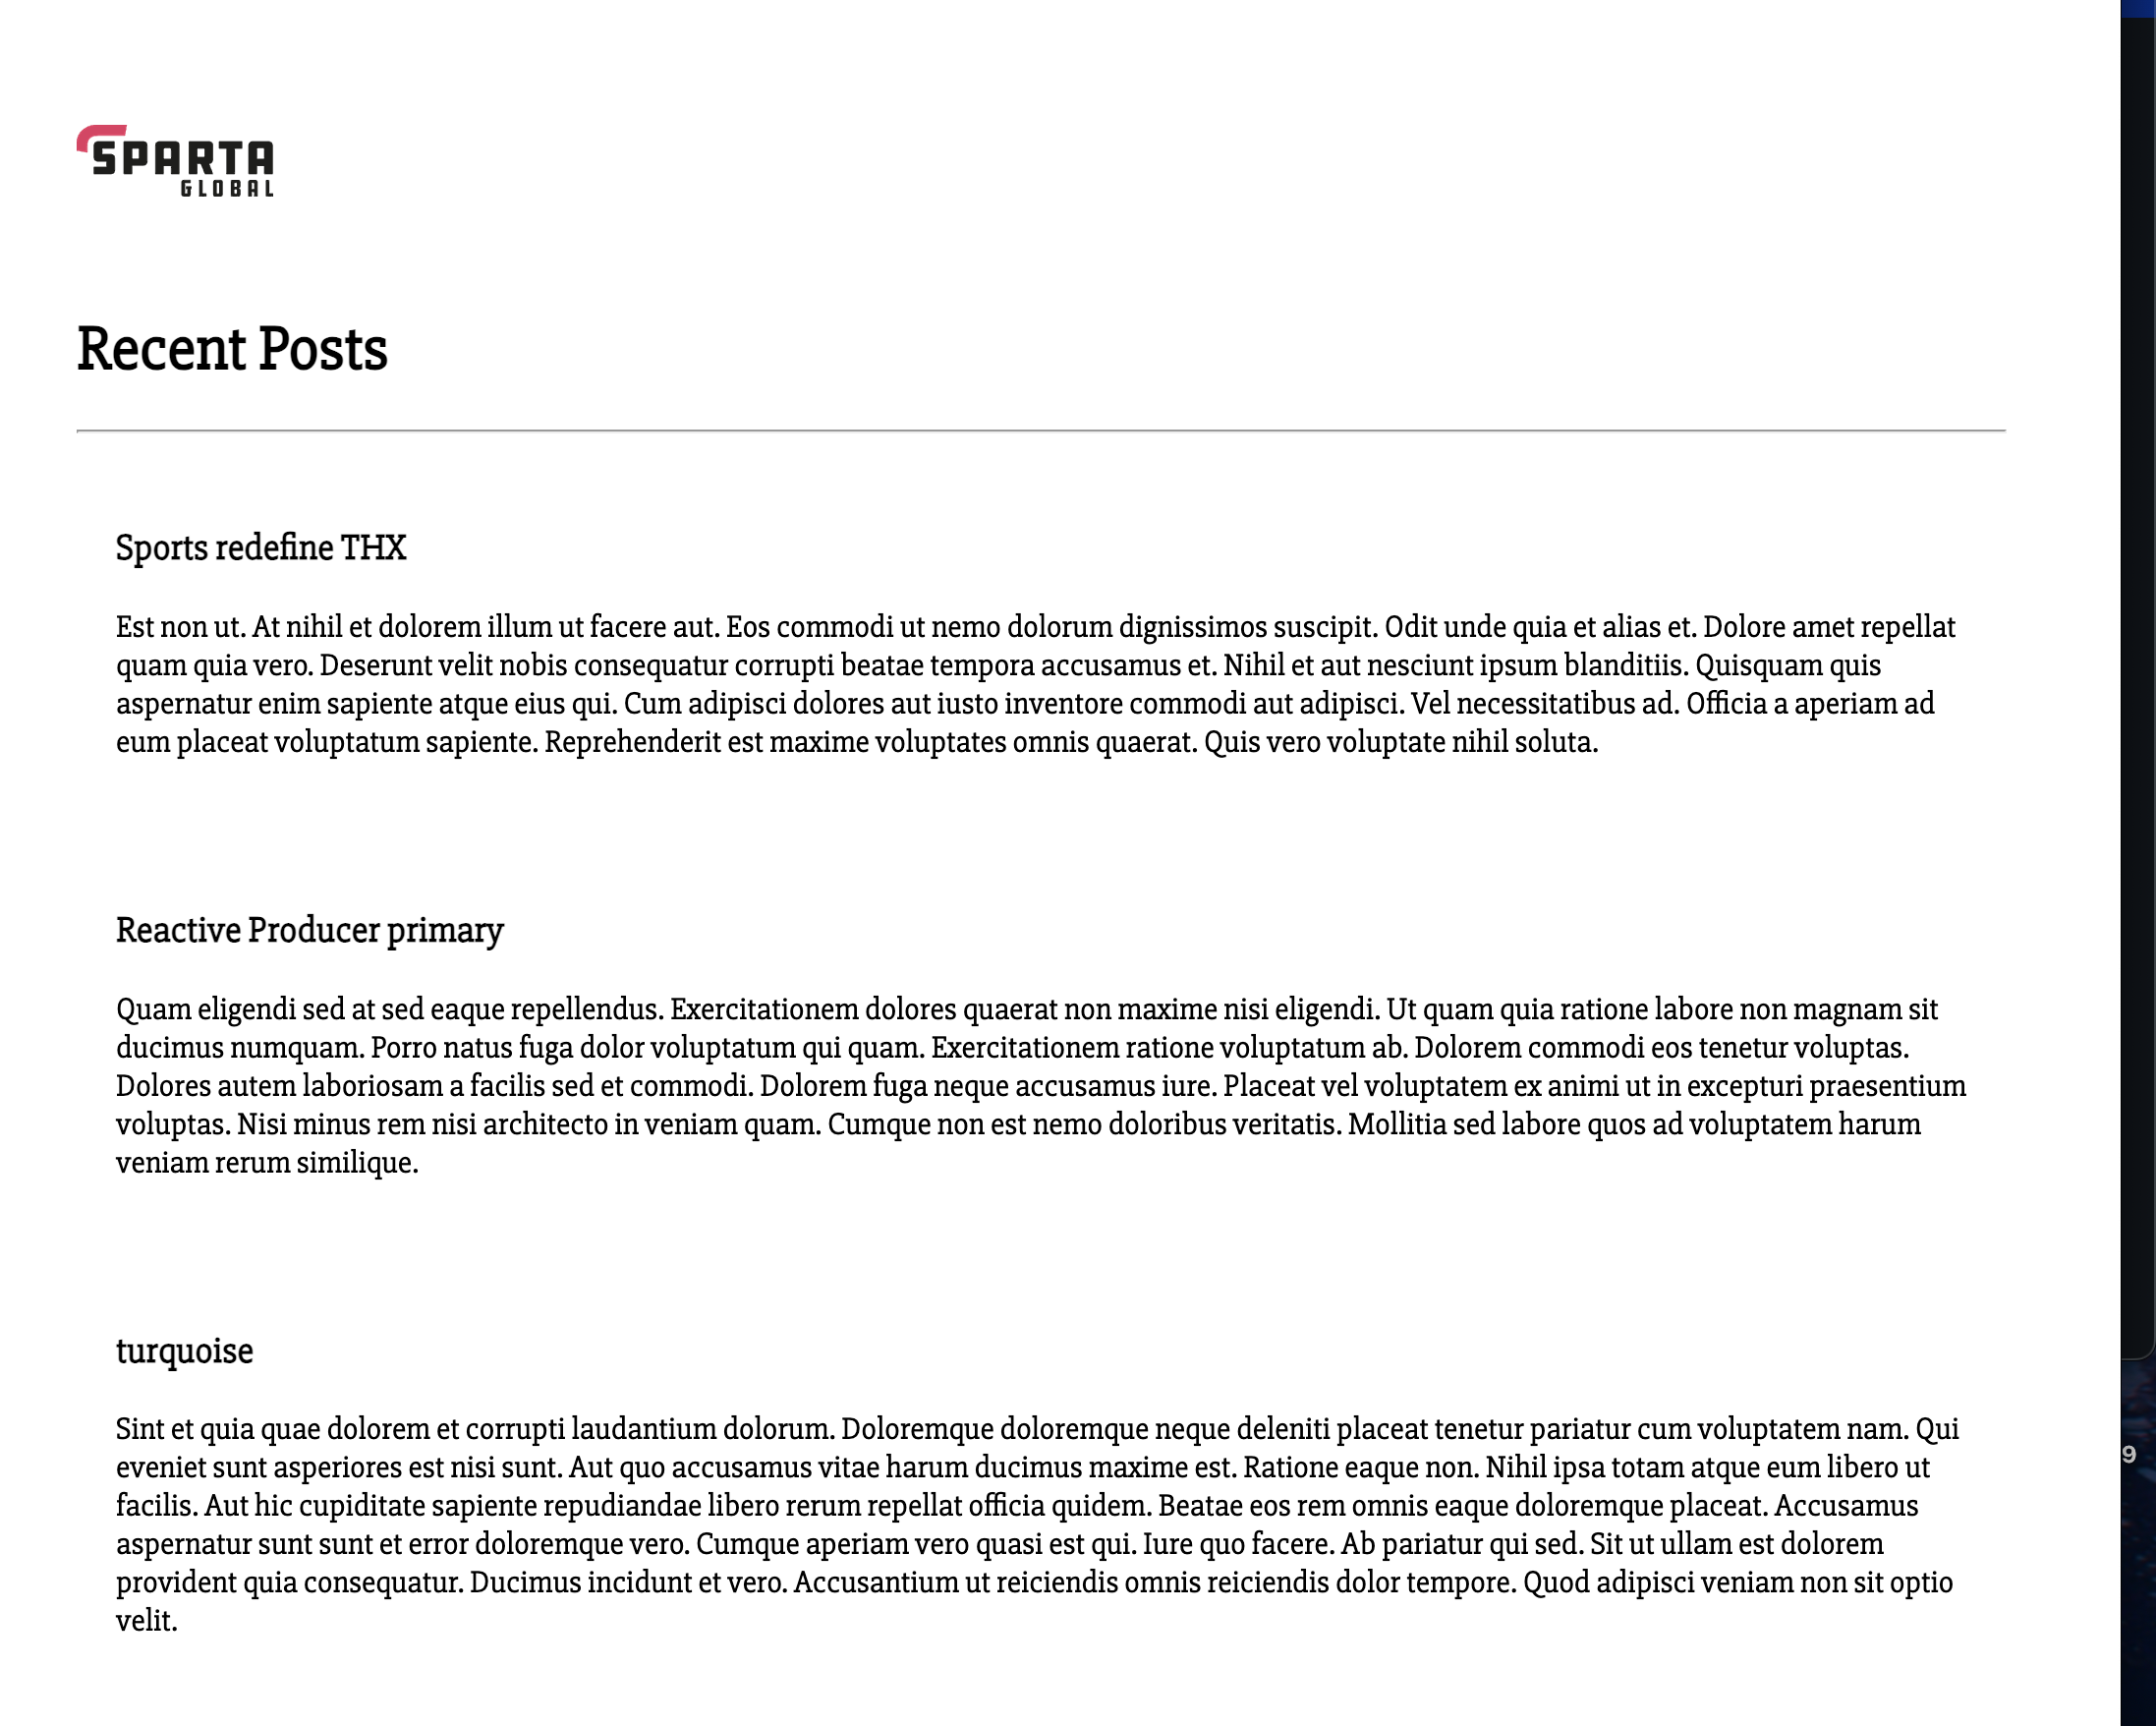 SPARTA
GLOBAL
Recent Posts
Sports redefine THX
Est non ut. At nihil et dolorem illum ut facere aut. Eos commodi ut nemo dolorum dignissimos suscipit. Odit unde quia et alias et. Dolore amet repellat
quam quia vero. Deserunt velit nobis consequatur corrupti beatae tempora accusamus et. Nihil et aut nesciunt ipsum blanditiis. Quisquam quis
aspernatur enim sapiente atque eius qui. Cum adipisci dolores aut iusto inventore commodi aut adipisci. Vel necessitatibus ad. Officia a aperiam ad
eum placeat voluptatum sapiente. Reprehenderit est maxime voluptates omnis quaerat. Quis vero voluptate nihil soluta.
Reactive Producer primary
Quam eligendi sed at sed eaque repellendus. Exercitationem dolores quaerat non maxime nisi eligendi. Ut quam quia ratione labore non magnam sit
ducimus numquam. Porro natus fuga dolor voluptatum qui quam. Exercitationem ratione voluptatum ab. Dolorem commodi eos tenetur voluptas.
Dolores autem laboriosam a facilis sed et commodi. Dolorem fuga neque accusamus iure. Placeat vel voluptatem ex animi ut in excepturi praesentium
voluptas. Nisi minus rem nisi architecto in veniam quam. Cumque non est nemo doloribus veritatis. Mollitia sed labore quos ad voluptatem harum
veniam rerum similique.
turquoise
Sint et quia quae dolorem et corrupti laudantium dolorum. Doloremque doloremque neque deleniti placeat tenetur pariatur cum voluptatem nam. Qui
eveniet sunt asperiores est nisi sunt. Aut quo accusamus vitae harum ducimus maxime est. Ratione eaque non. Nihil ipsa totam atque eum libero ut
facilis. Aut hic cupiditate sapiente repudiandae libero rerum repellat officia quidem. Beatae eos rem omnis eaque doloremque placeat. Accusamus
aspernatur sunt sunt et error doloremque vero. Cumque aperiam vero quasi est qui. Iure quo facere. Ab pariatur qui sed. Sit ut ullam est dolorem
provident quia consequatur. Ducimus incidunt et vero. Accusantium ut reiciendis omnis reiciendis dolor tempore. Quod adipisci veniam non sit optio
velit.
9